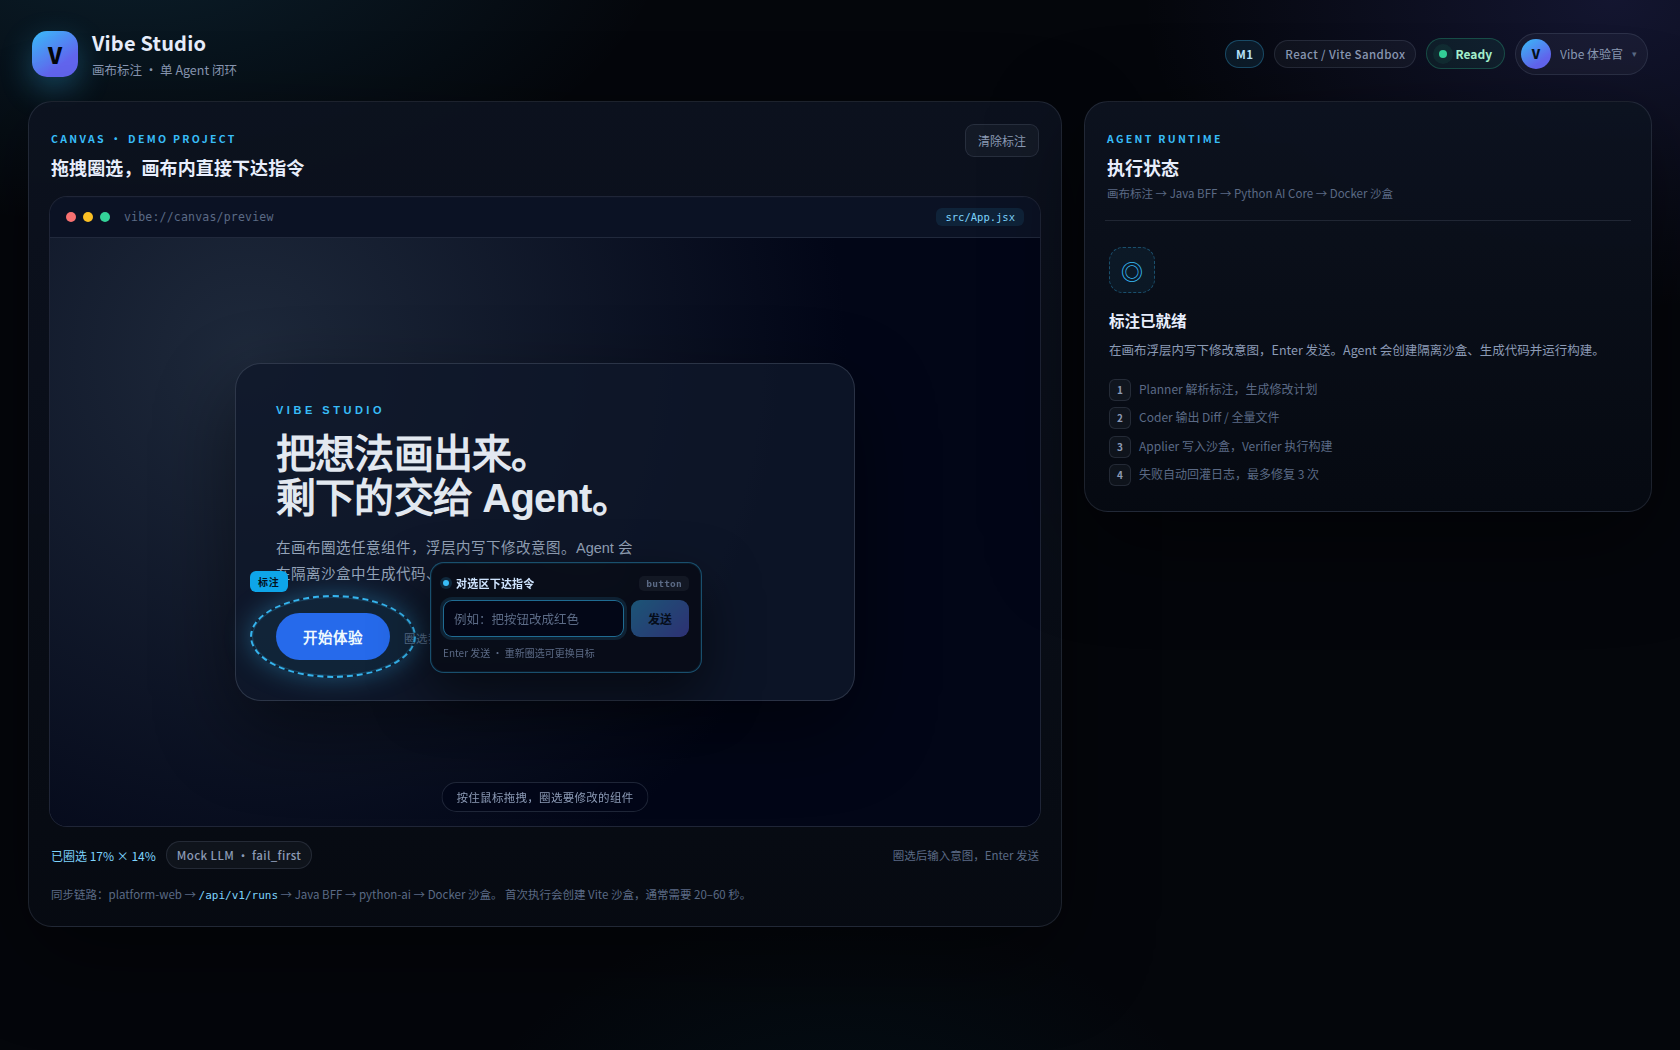 V
Vibe Studio
画布标注 · 单 Agent 闭环
M1
React / Vite Sandbox
Ready
V
Vibe 体验官
CANVAS · DEMO PROJECT
拖拽圈选，画布内直接下达指令
清除标注
vibe://canvas/preview
src/App.jsx
VIBE STUDIO
把想法画出来。
剩下的交给 Agent。
在画布圈选任意组件，浮层内写下修改意图。Agent 会
在隔离沙盒中生成代码、
标注
开始体验
圈选
对选区下达指令
button
例如：把按钮改成红色
发送
Enter 发送 · 重新圈选可更换目标
按住鼠标拖拽，圈选要修改的组件
已圈选 17% × 14%
Mock LLM · fail_first
圈选后输入意图，Enter 发送
同步链路：platform-web → /api/v1/runs → Java BFF → python-ai → Docker 沙盒。 首次执行会创建 Vite 沙盒，通常需要 20–60 秒。
AGENT RUNTIME
执行状态
画布标注 → Java BFF → Python AI Core → Docker 沙盒
标注已就绪
在画布浮层内写下修改意图，Enter 发送。Agent 会创建隔离沙盒、生成代码并运行构建。
1 Planner 解析标注，生成修改计划
2 Coder 输出 Diff / 全量文件
3 Applier 写入沙盒，Verifier 执行构建
4 失败自动回灌日志，最多修复 3 次